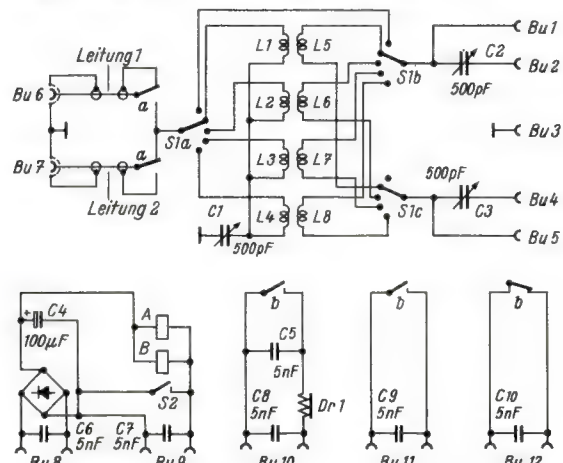 Bu 1
Leitung 1
C2
L1
L5
Bu 2
Bu 6
S1b
500pF
a
L2
L6
S1a
Bu 3
a
L3
L7
500pF
Bu 7
Bu 4
S1c
C3
Leitung 2
C1
L4
L8
500pF
Bu 5
+
C4
A
b
b
b
100µF
B
C5
5nF
S2
C6
5nF
C7
5nF
C8
5nF
Dr 1
C9
5nF
C10
5nF
Bu 8
Bu 9
Bu 10
Bu 11
Bu 12